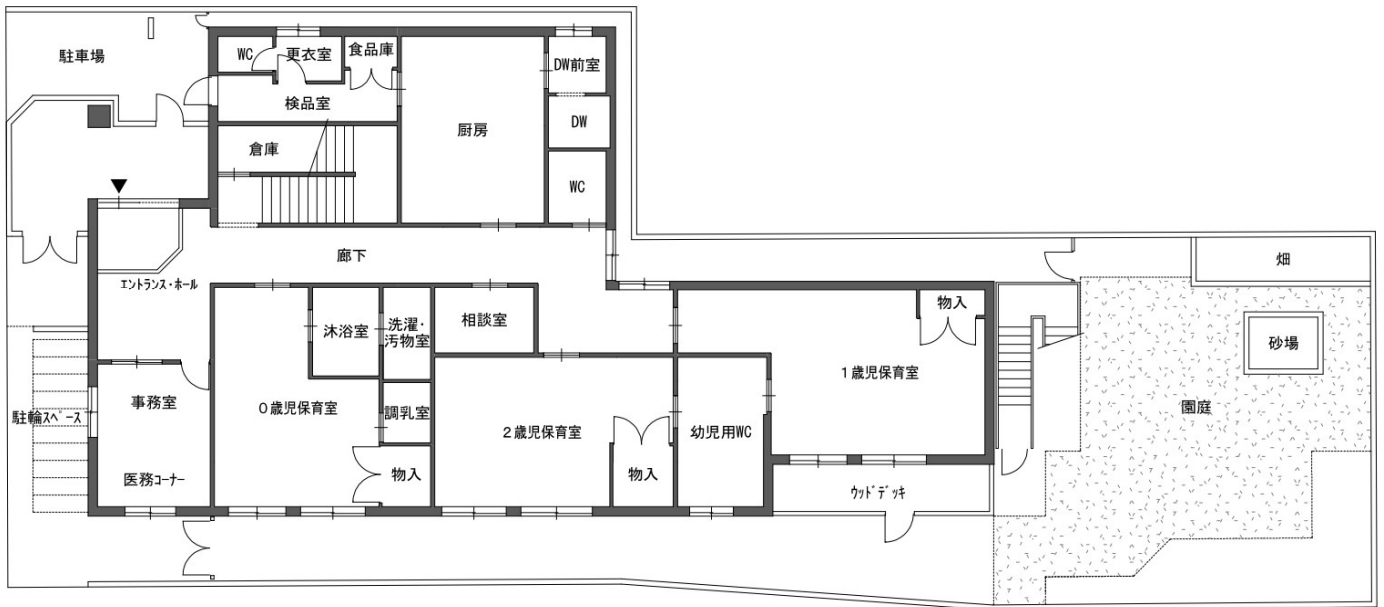 駐車場
WC
更衣室
食品庫
DW前室
検品室
DW
厨房
倉庫
WC
廊下
畑
エントランス・ホール
物入
沐浴室
洗濯・
汚物室
相談室
砂場
1歳児保育室
事務室
0歳児保育室
調乳室
園庭
駐輪スペース
2歳児保育室
幼児用WC
医務コーナー
物入
物入
ウッドデッキ